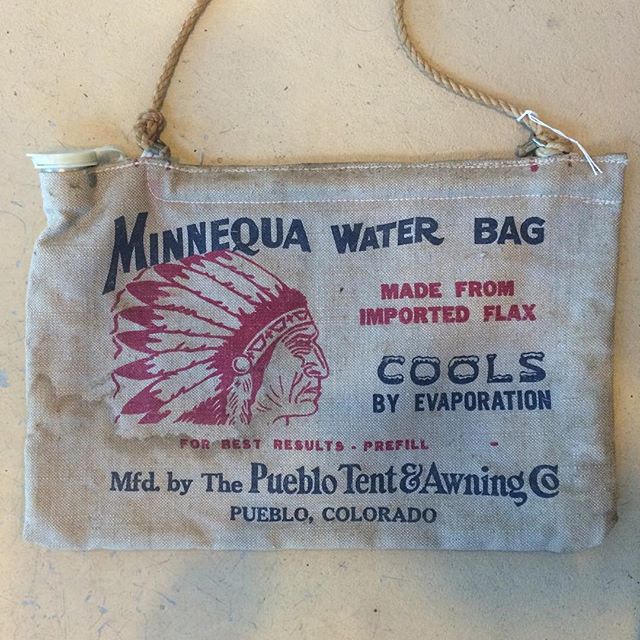 MINNEQUA WATER BAG
MADE FROM
IMPORTED FLAX
COOLS
BY EVAPORATION
FOR BEST RESULTS - PREFILL -
Mfd. by The Pueblo Tent & Awning Co
PUEBLO, COLORADO